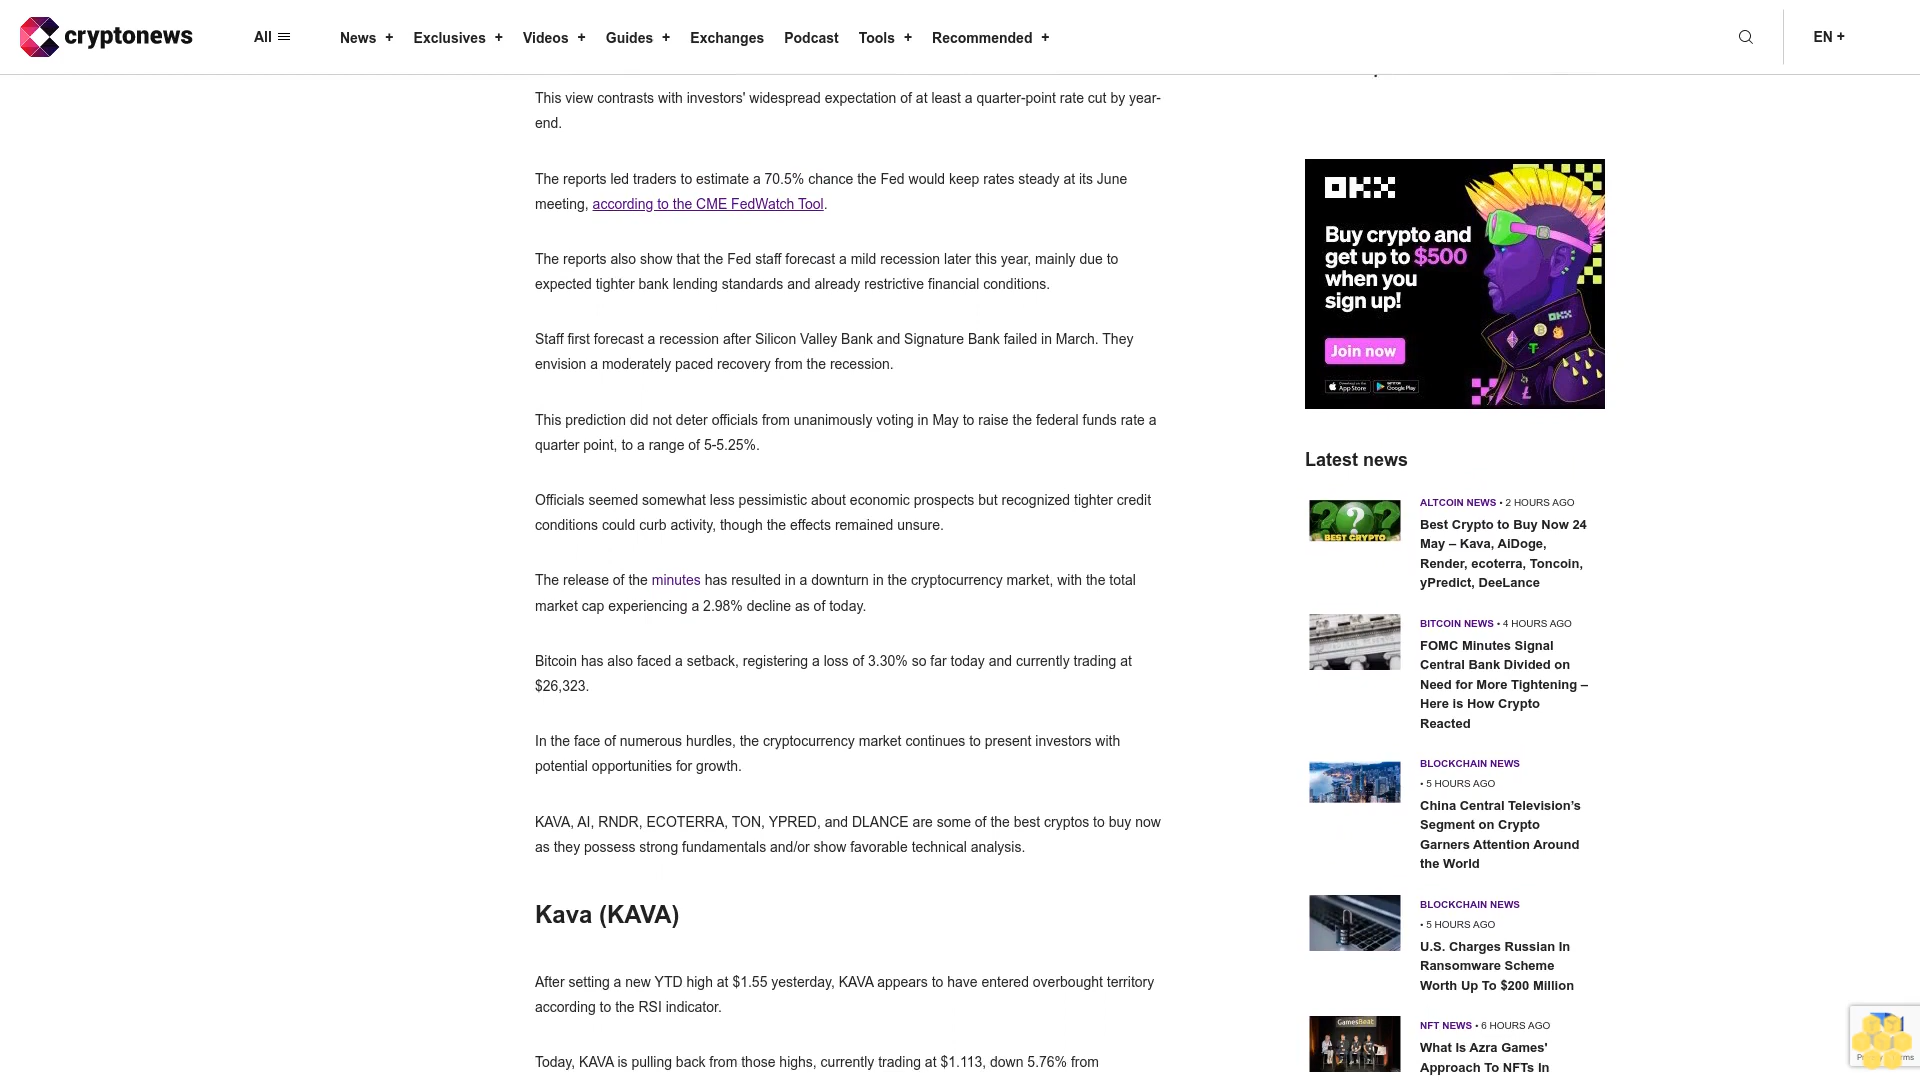 cryptonews
All
News +
Exclusives +
Videos +
Guides +
Exchanges
Podcast
Tools +
Recommended +
EN +
This view contrasts with investors' widespread expectation of at least a quarter-point rate cut by year-
end.
The reports led traders to estimate a 70.5% chance the Fed would keep rates steady at its June
meeting, according to the CME FedWatch Tool.
The reports also show that the Fed staff forecast a mild recession later this year, mainly due to
expected tighter bank lending standards and already restrictive financial conditions.
Staff first forecast a recession after Silicon Valley Bank and Signature Bank failed in March. They
envision a moderately paced recovery from the recession.
This prediction did not deter officials from unanimously voting in May to raise the federal funds rate a
quarter point, to a range of 5-5.25%.
Officials seemed somewhat less pessimistic about economic prospects but recognized tighter credit
conditions could curb activity, though the effects remained unsure.
The release of the minutes has resulted in a downturn in the cryptocurrency market, with the total
market cap experiencing a 2.98% decline as of today.
Bitcoin has also faced a setback, registering a loss of 3.30% so far today and currently trading at
$26,323.
In the face of numerous hurdles, the cryptocurrency market continues to present investors with
potential opportunities for growth.
KAVA, AI, RNDR, ECOTERRA, TON, YPRED, and DLANCE are some of the best cryptos to buy now
as they possess strong fundamentals and/or show favorable technical analysis.
Kava (KAVA)
After setting a new YTD high at $1.55 yesterday, KAVA appears to have entered overbought territory
according to the RSI indicator.
Today, KAVA is pulling back from those highs, currently trading at $1.113, down 5.76% from
OKX
Buy crypto and
get up to $500
when you
sign up!
Join now
Download on the
App Store
GET IT ON
Google Play
OKX
Latest news
BEST CRYPTO
ALTCOIN NEWS • 2 HOURS AGO
Best Crypto to Buy Now 24
May – Kava, AiDoge,
Render, ecoterra, Toncoin,
yPredict, DeeLance
BITCOIN NEWS • 4 HOURS AGO
FOMC Minutes Signal
Central Bank Divided on
Need for More Tightening –
Here is How Crypto
Reacted
BLOCKCHAIN NEWS
• 5 HOURS AGO
China Central Television’s
Segment on Crypto
Garners Attention Around
the World
BLOCKCHAIN NEWS
• 5 HOURS AGO
U.S. Charges Russian In
Ransomware Scheme
Worth Up To $200 Million
GamesBeat
NFT NEWS • 6 HOURS AGO
What Is Azra Games'
Approach To NFTs In